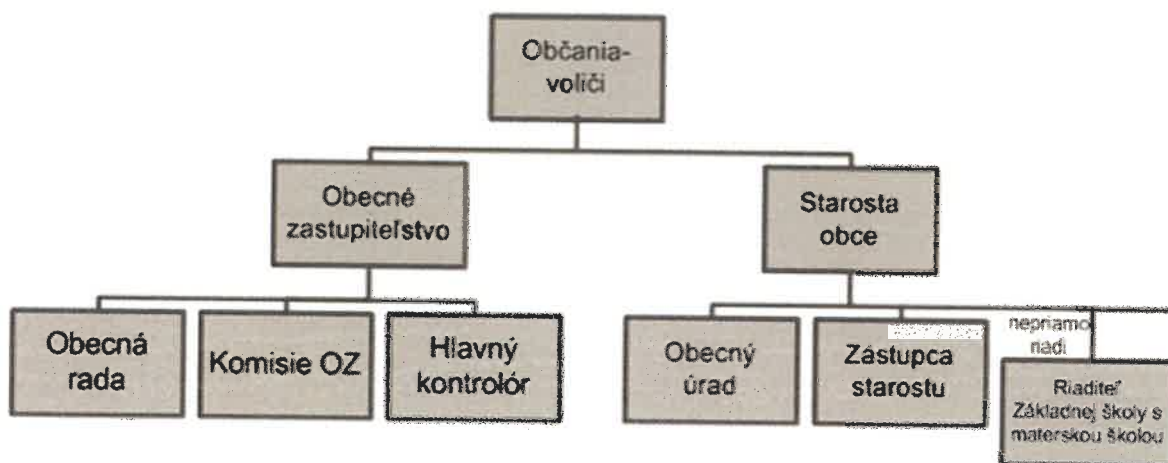 Občania-
voliči
Obecné
zastupiteľstvo
Starosta
obce
Obecná
rada
Komisie OZ
Hlavný
kontrolór
Obecný
úrad
Zástupca
starostu
nepriamo
riadi
Riaditeľ
Základnej školy s
materskou školou